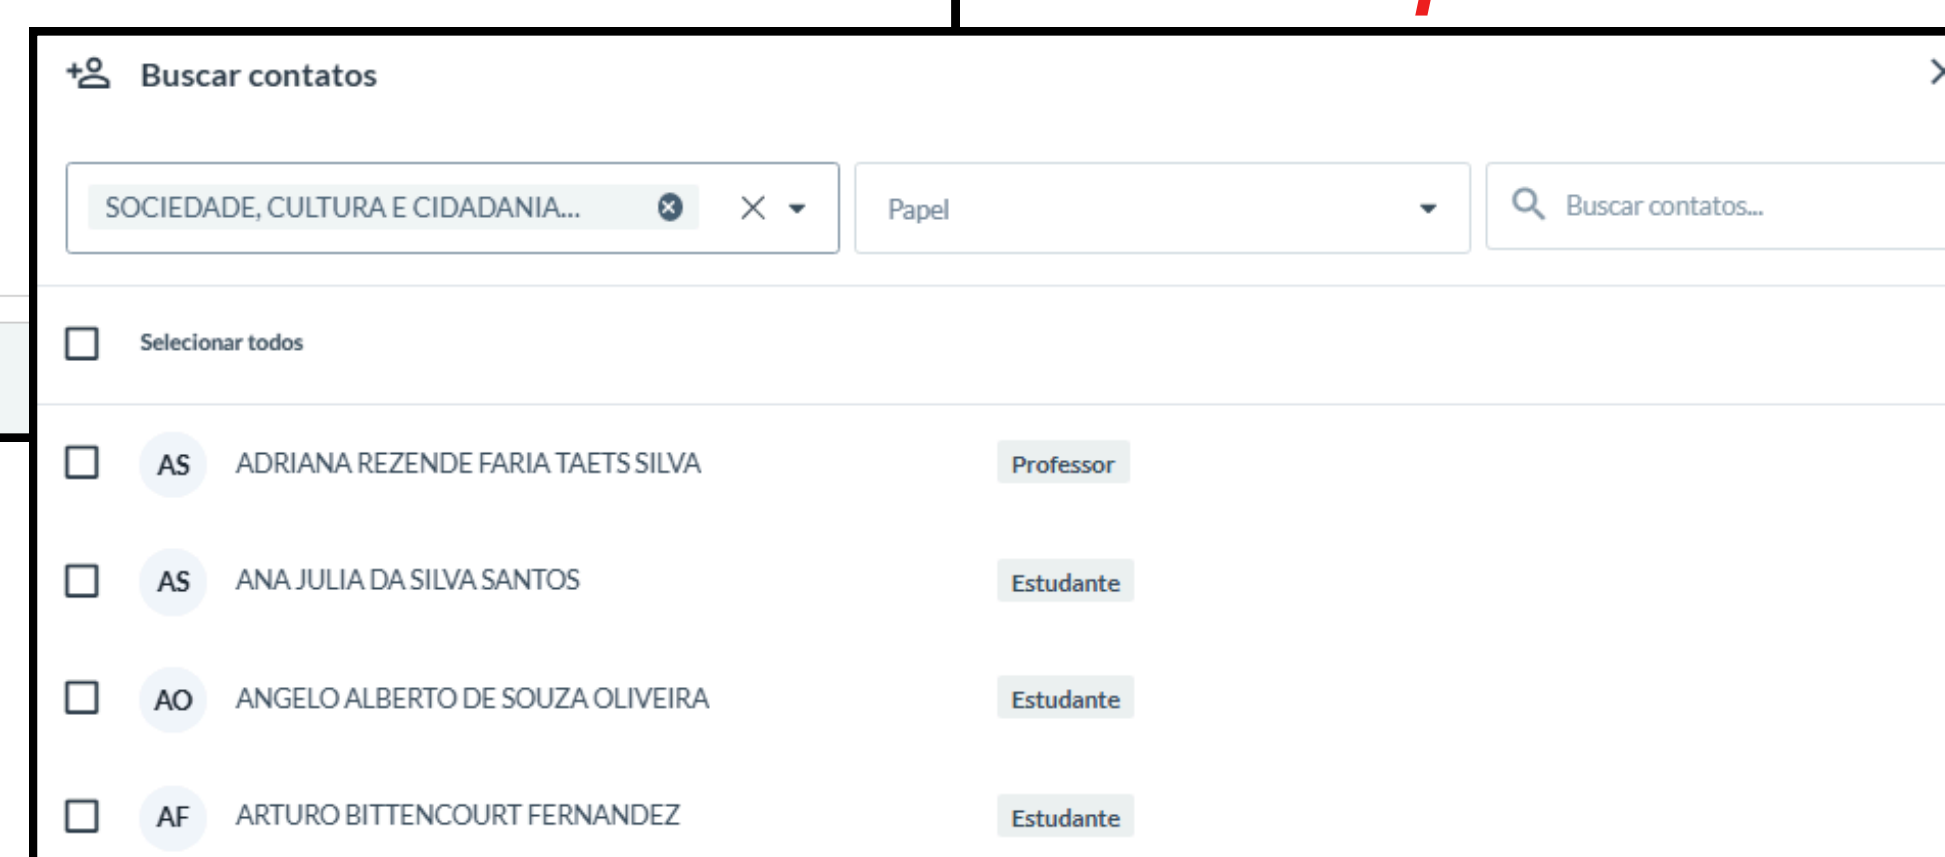 Buscar contatos
SOCIEDADE, CULTURA E CIDADANIA...
Papel
Buscar contatos...
Selecionar todos
AS ADRIANA REZENDE FARIA TAETS SILVA Professor
AS ANA JULIA DA SILVA SANTOS Estudante
AO ANGELO ALBERTO DE SOUZA OLIVEIRA Estudante
AF ARTURO BITTENCOURT FERNANDEZ Estudante